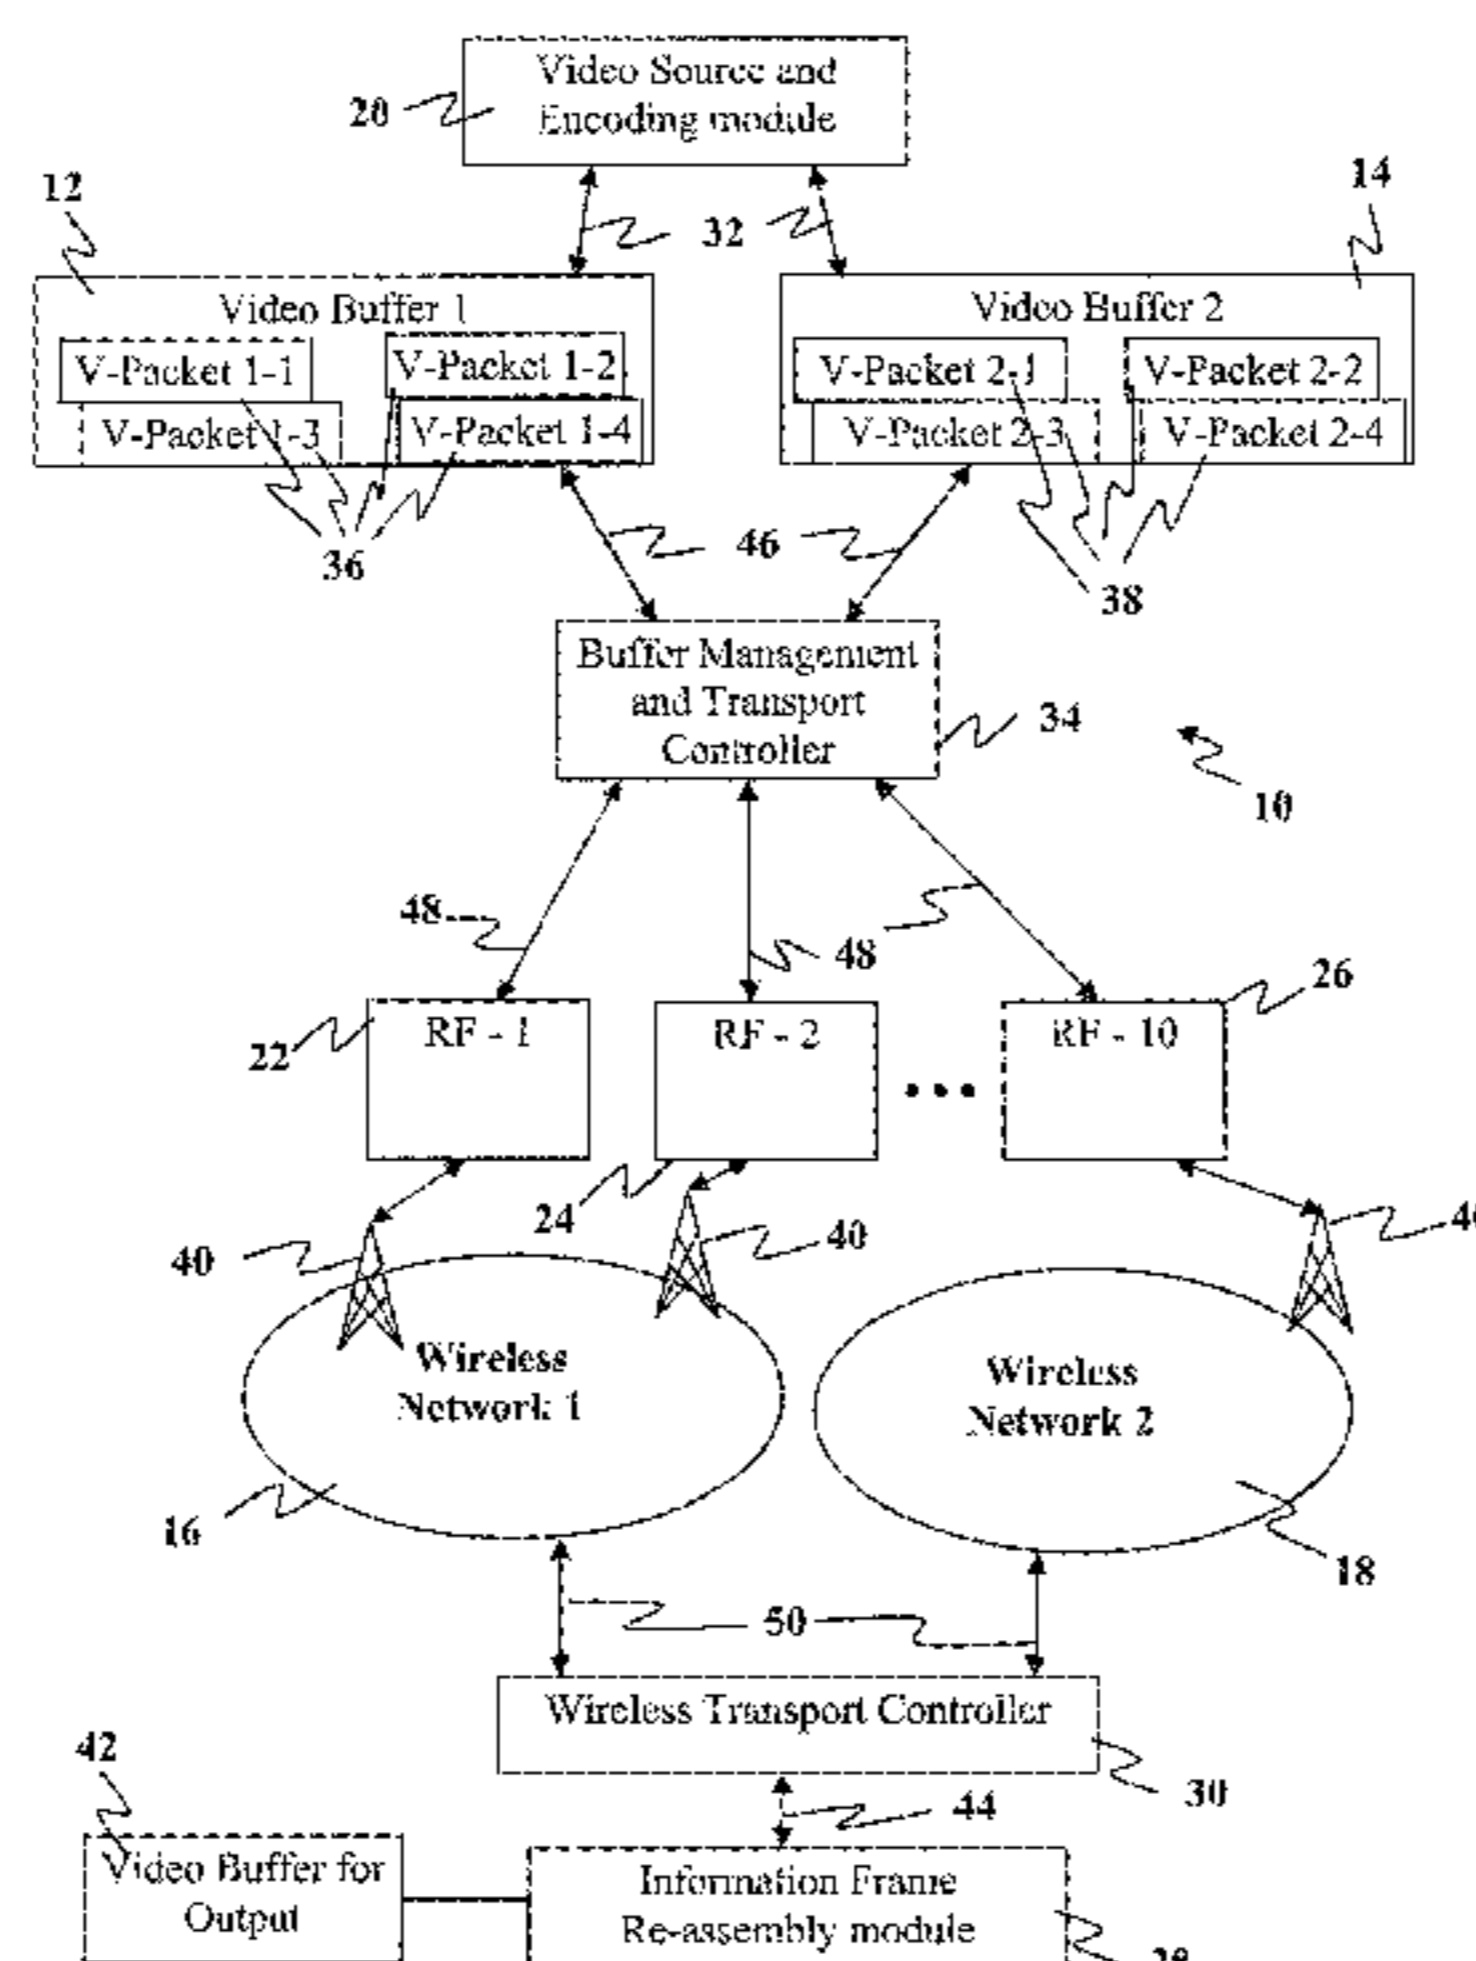 Video Source and
Encoding module
20
12
14
32
Video Buffer 1
V-Packet 1-1
V-Packet 1-2
V-Packet 1-3
V-Packet 1-4
Video Buffer 2
V-Packet 2-1
V-Packet 2-2
V-Packet 2-3
V-Packet 2-4
36
46
38
Buffer Management
and Transport
Controller
34
10
48
48
26
22
RF - 1
RF - 2
RF - 10
24
40
40
Wireless
Network 1
Wireless
Network 2
16
18
50
Wireless Transport Controller
30
42
44
Video Buffer for
Output
Information Frame
Re-assembly module